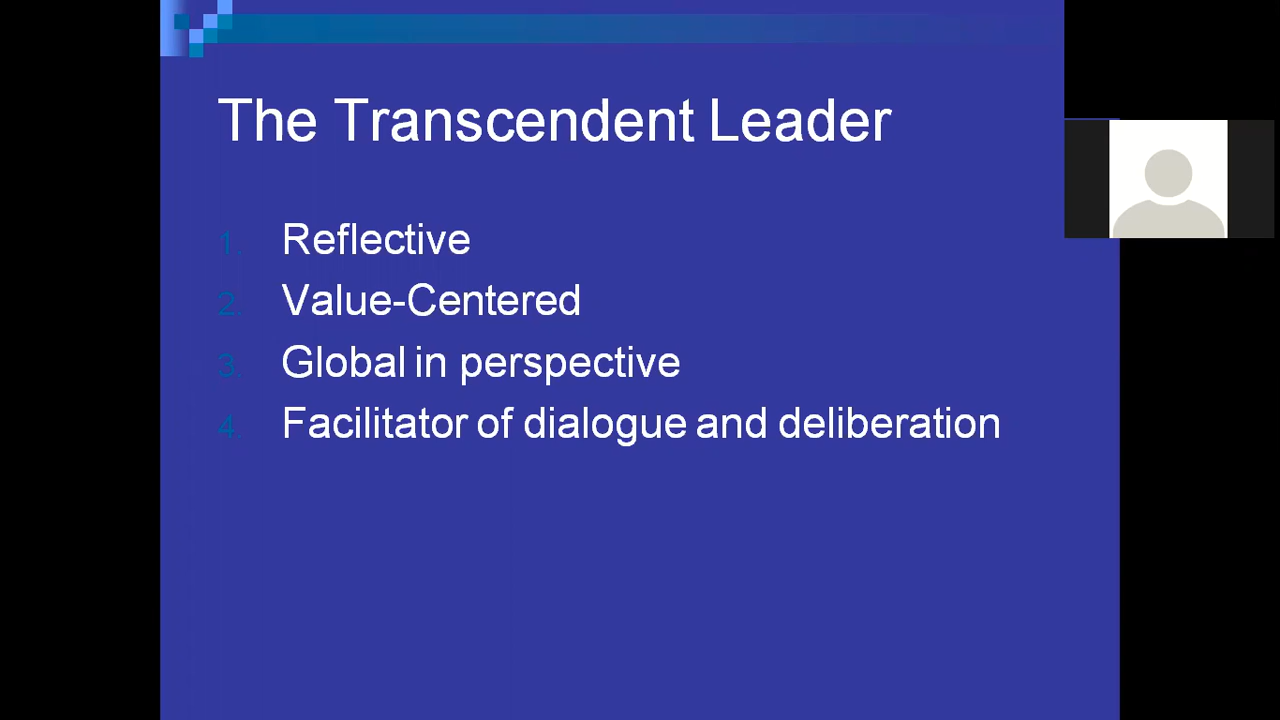 The Transcendent Leader
1. Reflective
2. Value-Centered
3. Global in perspective
4. Facilitator of dialogue and deliberation